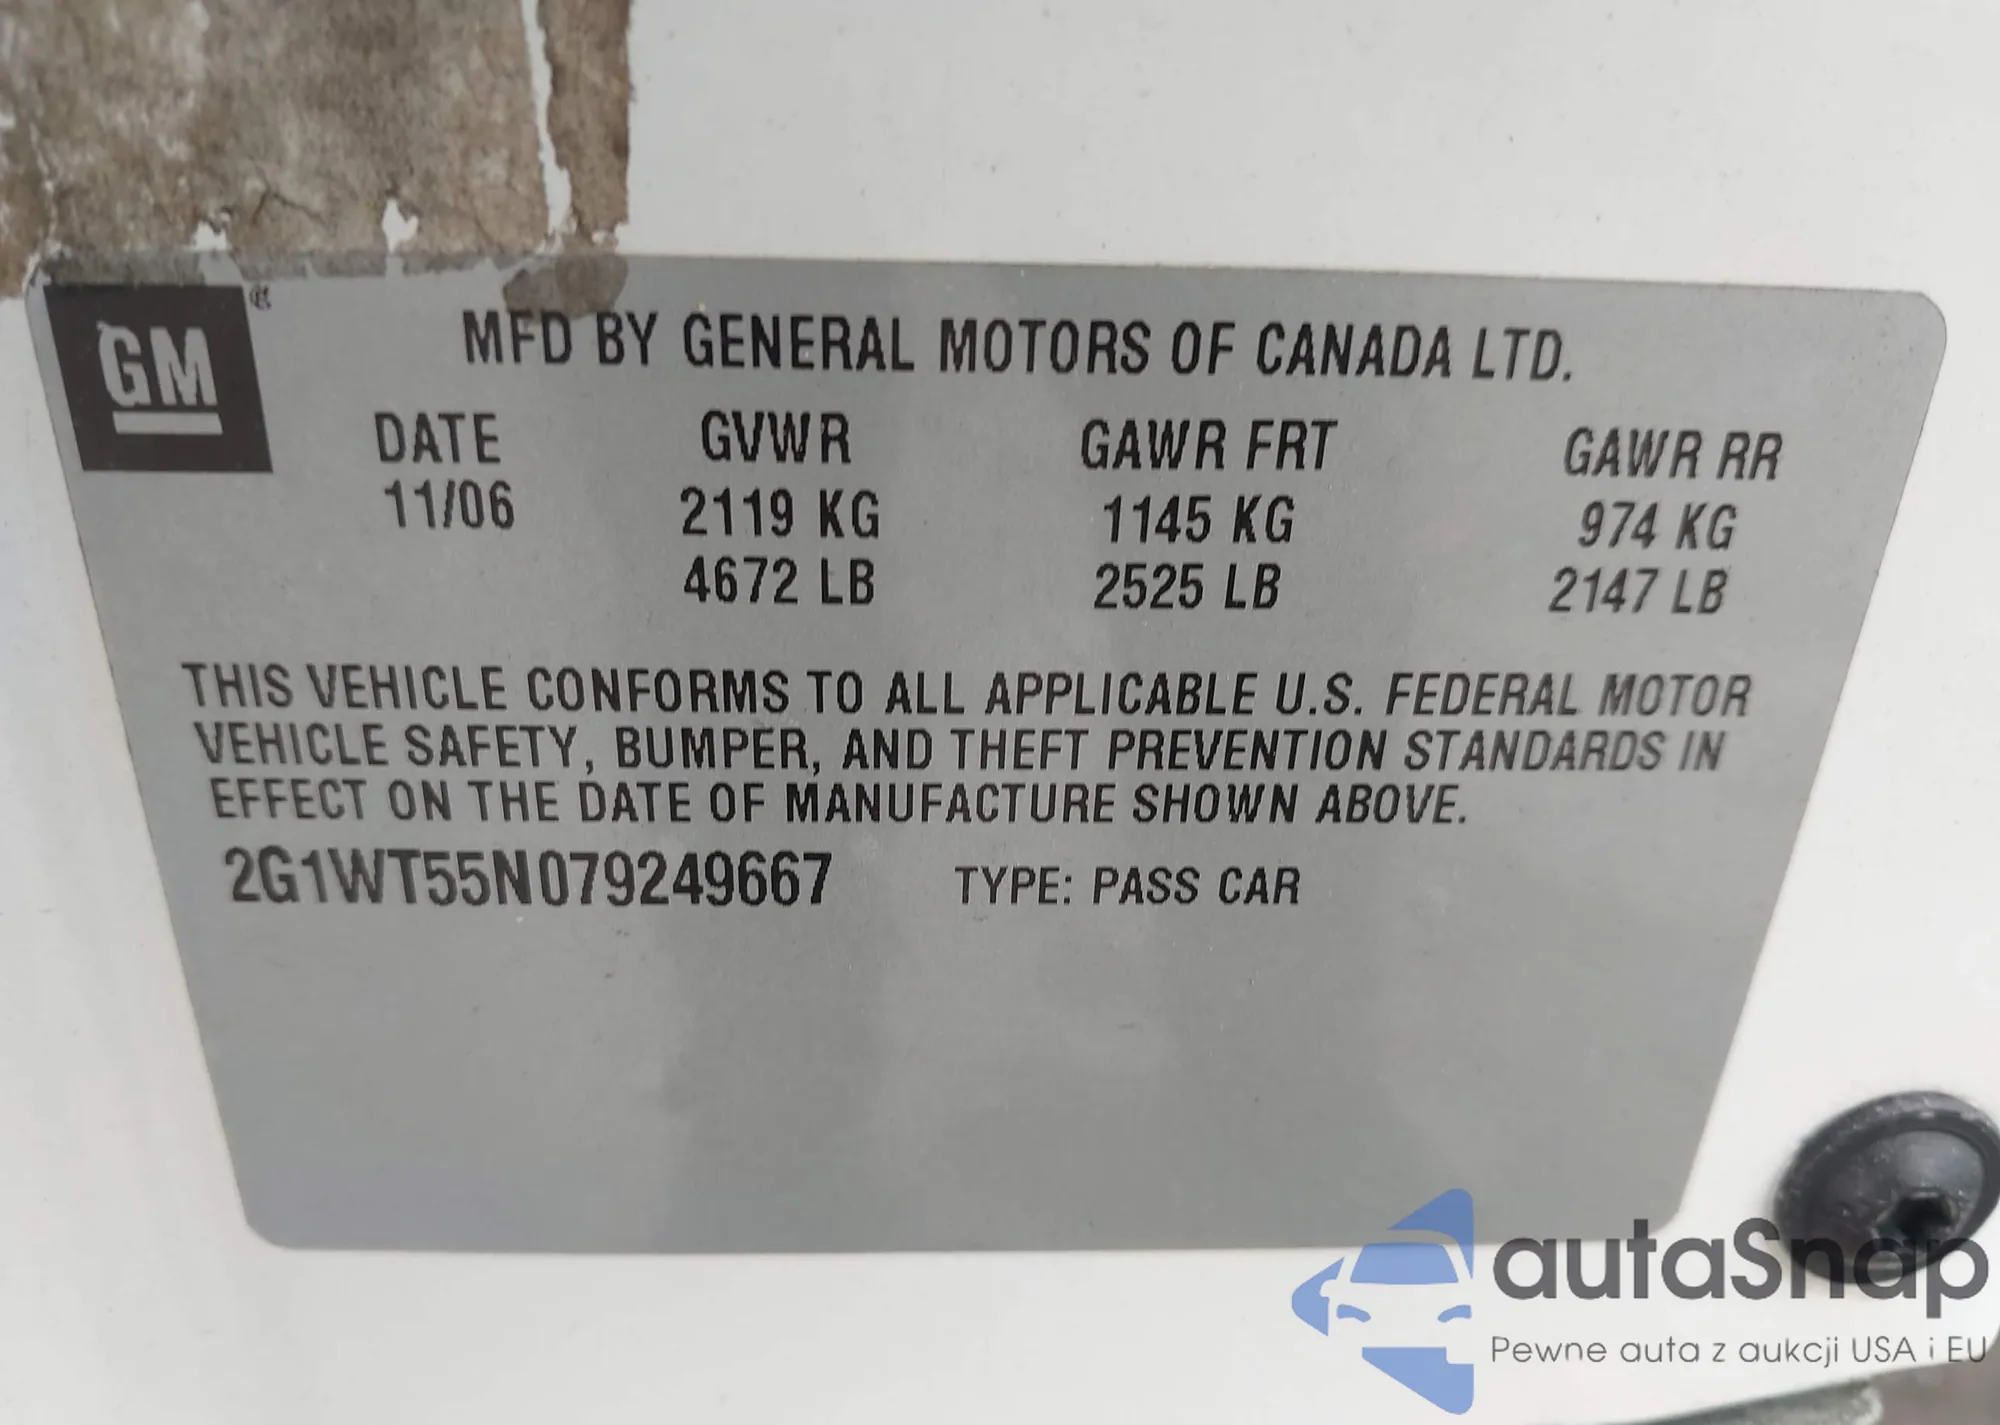 GM
MFD BY GENERAL MOTORS OF CANADA LTD.
DATE GVWR GAWR FRT GAWR RR
11/06 2119 KG 1145 KG 974 KG
4672 LB 2525 LB 2147 LB
THIS VEHICLE CONFORMS TO ALL APPLICABLE U.S. FEDERAL MOTOR
VEHICLE SAFETY, BUMPER, AND THEFT PREVENTION STANDARDS IN
EFFECT ON THE DATE OF MANUFACTURE SHOWN ABOVE.
2G1WT55N079249667 TYPE: PASS CAR
autaSnap
Pewne auta z aukcji USA i EU